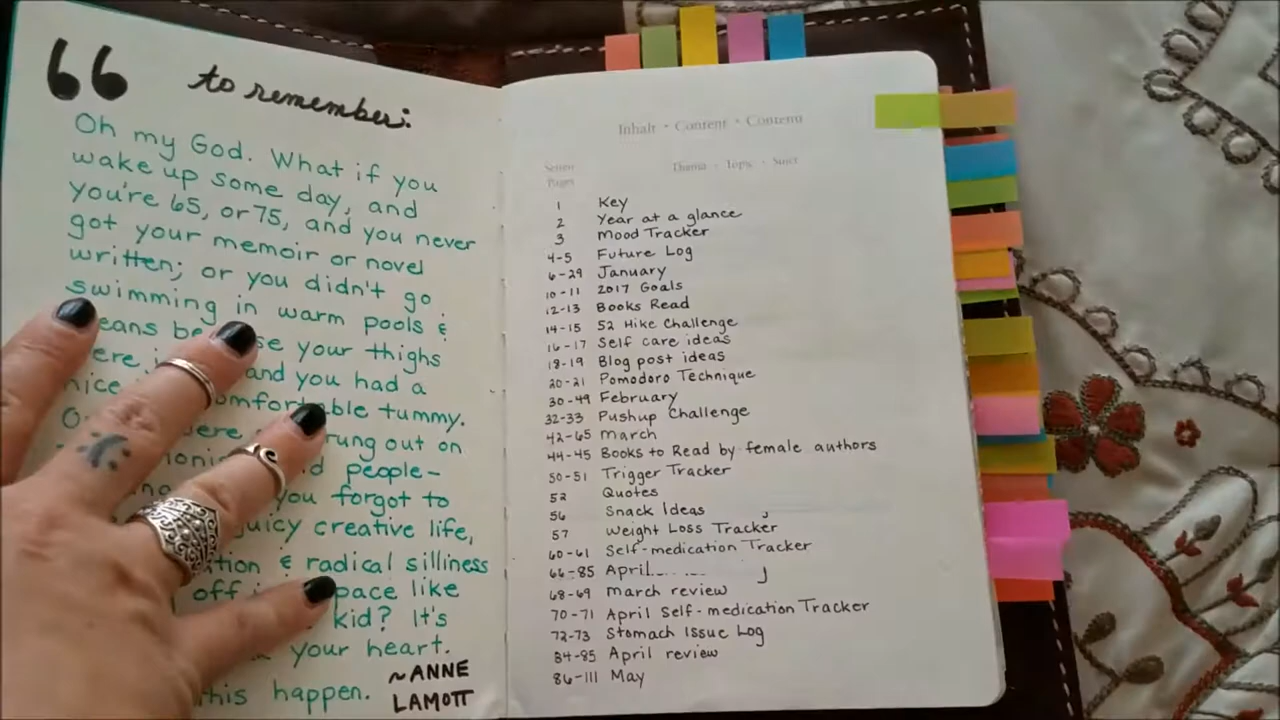 “ to remember:
Oh my God. What if you
wake up some day, and
you're 65, or 75, and you never
got your memoir or novel
written; or you didn't go
swimming in warm pools &
your thighs
and you had a
tummy.
rung out on
people-
you forgot to
juicy creative life,
& radical silliness
off space like
kid? It's
your heart.
this happen.
~ANNE
LAMOTT
Inhalt • Content • Contenu
Seiten Thema • Topic • Sujet
Pages
1 Key
2 Year at a glance
3 Mood Tracker
4-5 Future Log
6-29 January
10-11 2017 Goals
12-13 Books Read
14-15 52 Hike Challenge
16-17 Self care ideas
18-19 Blog post ideas
20-21 Pomodoro Technique
30-49 February
32-33 Pushup Challenge
42-65 March
44-45 Books to Read by female authors
50-51 Trigger Tracker
52 Quotes
56 Snack Ideas
57 Weight Loss Tracker
60-61 Self-medication Tracker
66-85 April
68-69 March review
70-71 April Self-medication Tracker
72-73 Stomach Issue Log
84-85 April review
86-111 May